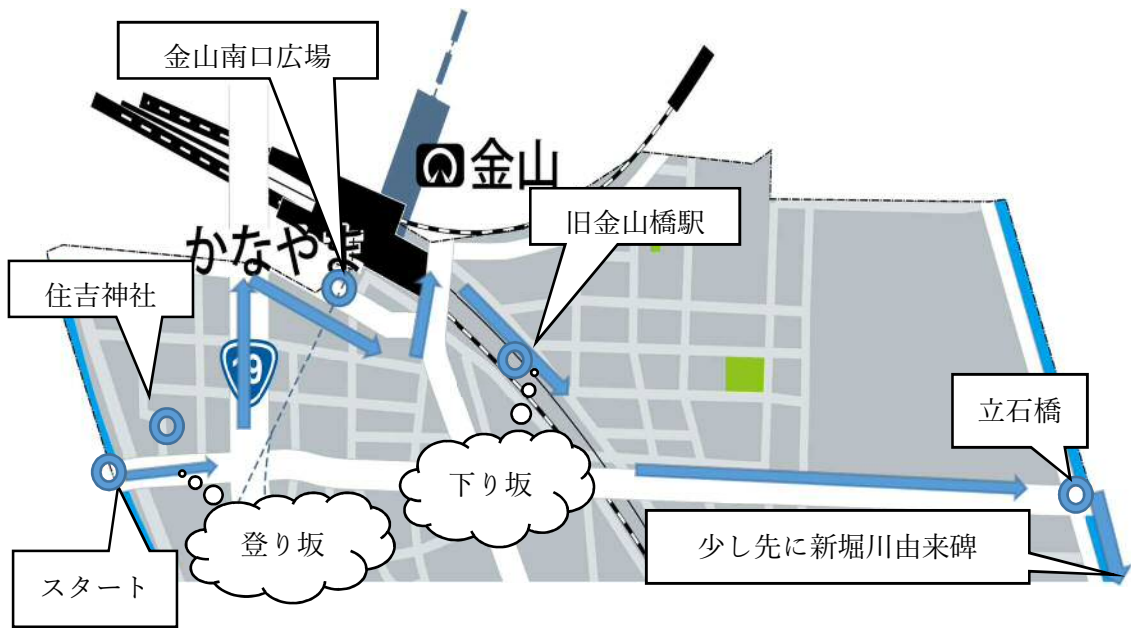 金山南口広場
金山
旧金山橋駅
かなやま
住吉神社
19
立石橋
下り坂
登り坂
少し先に新堀川由来碑
スタート